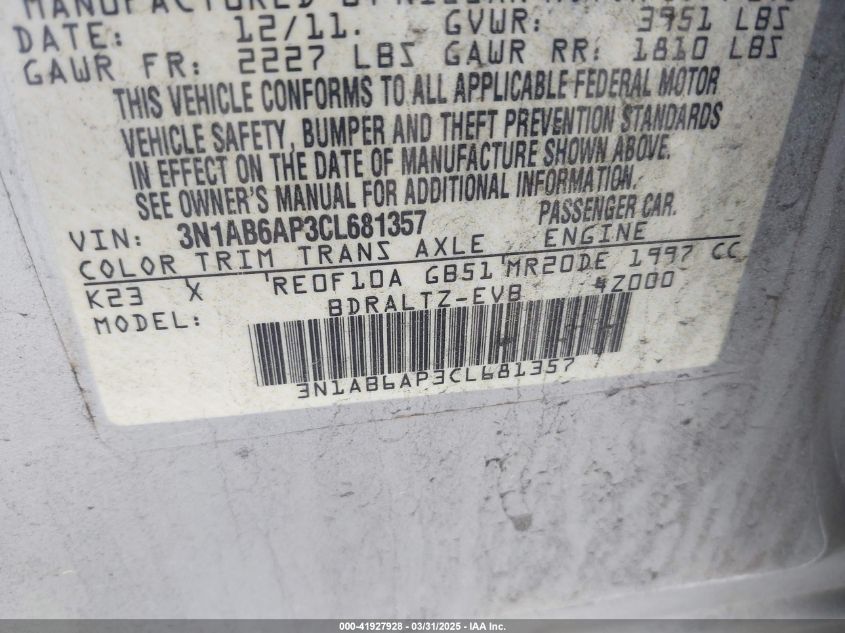 MANUFACTURED BY NISSAN
DATE: 12/11. GVWR: 3951 LBS
GAWR FR: 2227 LBS GAWR RR: 1810 LBS
THIS VEHICLE CONFORMS TO ALL APPLICABLE FEDERAL MOTOR
VEHICLE SAFETY, BUMPER AND THEFT PREVENTION STANDARDS
IN EFFECT ON THE DATE OF MANUFACTURE SHOWN ABOVE.
SEE OWNER'S MANUAL FOR ADDITIONAL INFORMATION.
VIN: 3N1AB6AP3CL681357 PASSENGER CAR.
COLOR TRIM TRANS AXLE ENGINE
K23 X RE0F10A GB51 MR20DE 1997 CC
MODEL: BDRALTZ-EVB 4Z000
3N1AB6AP3CL681357
000-41927928 - 03/31/2025 - IAA Inc.